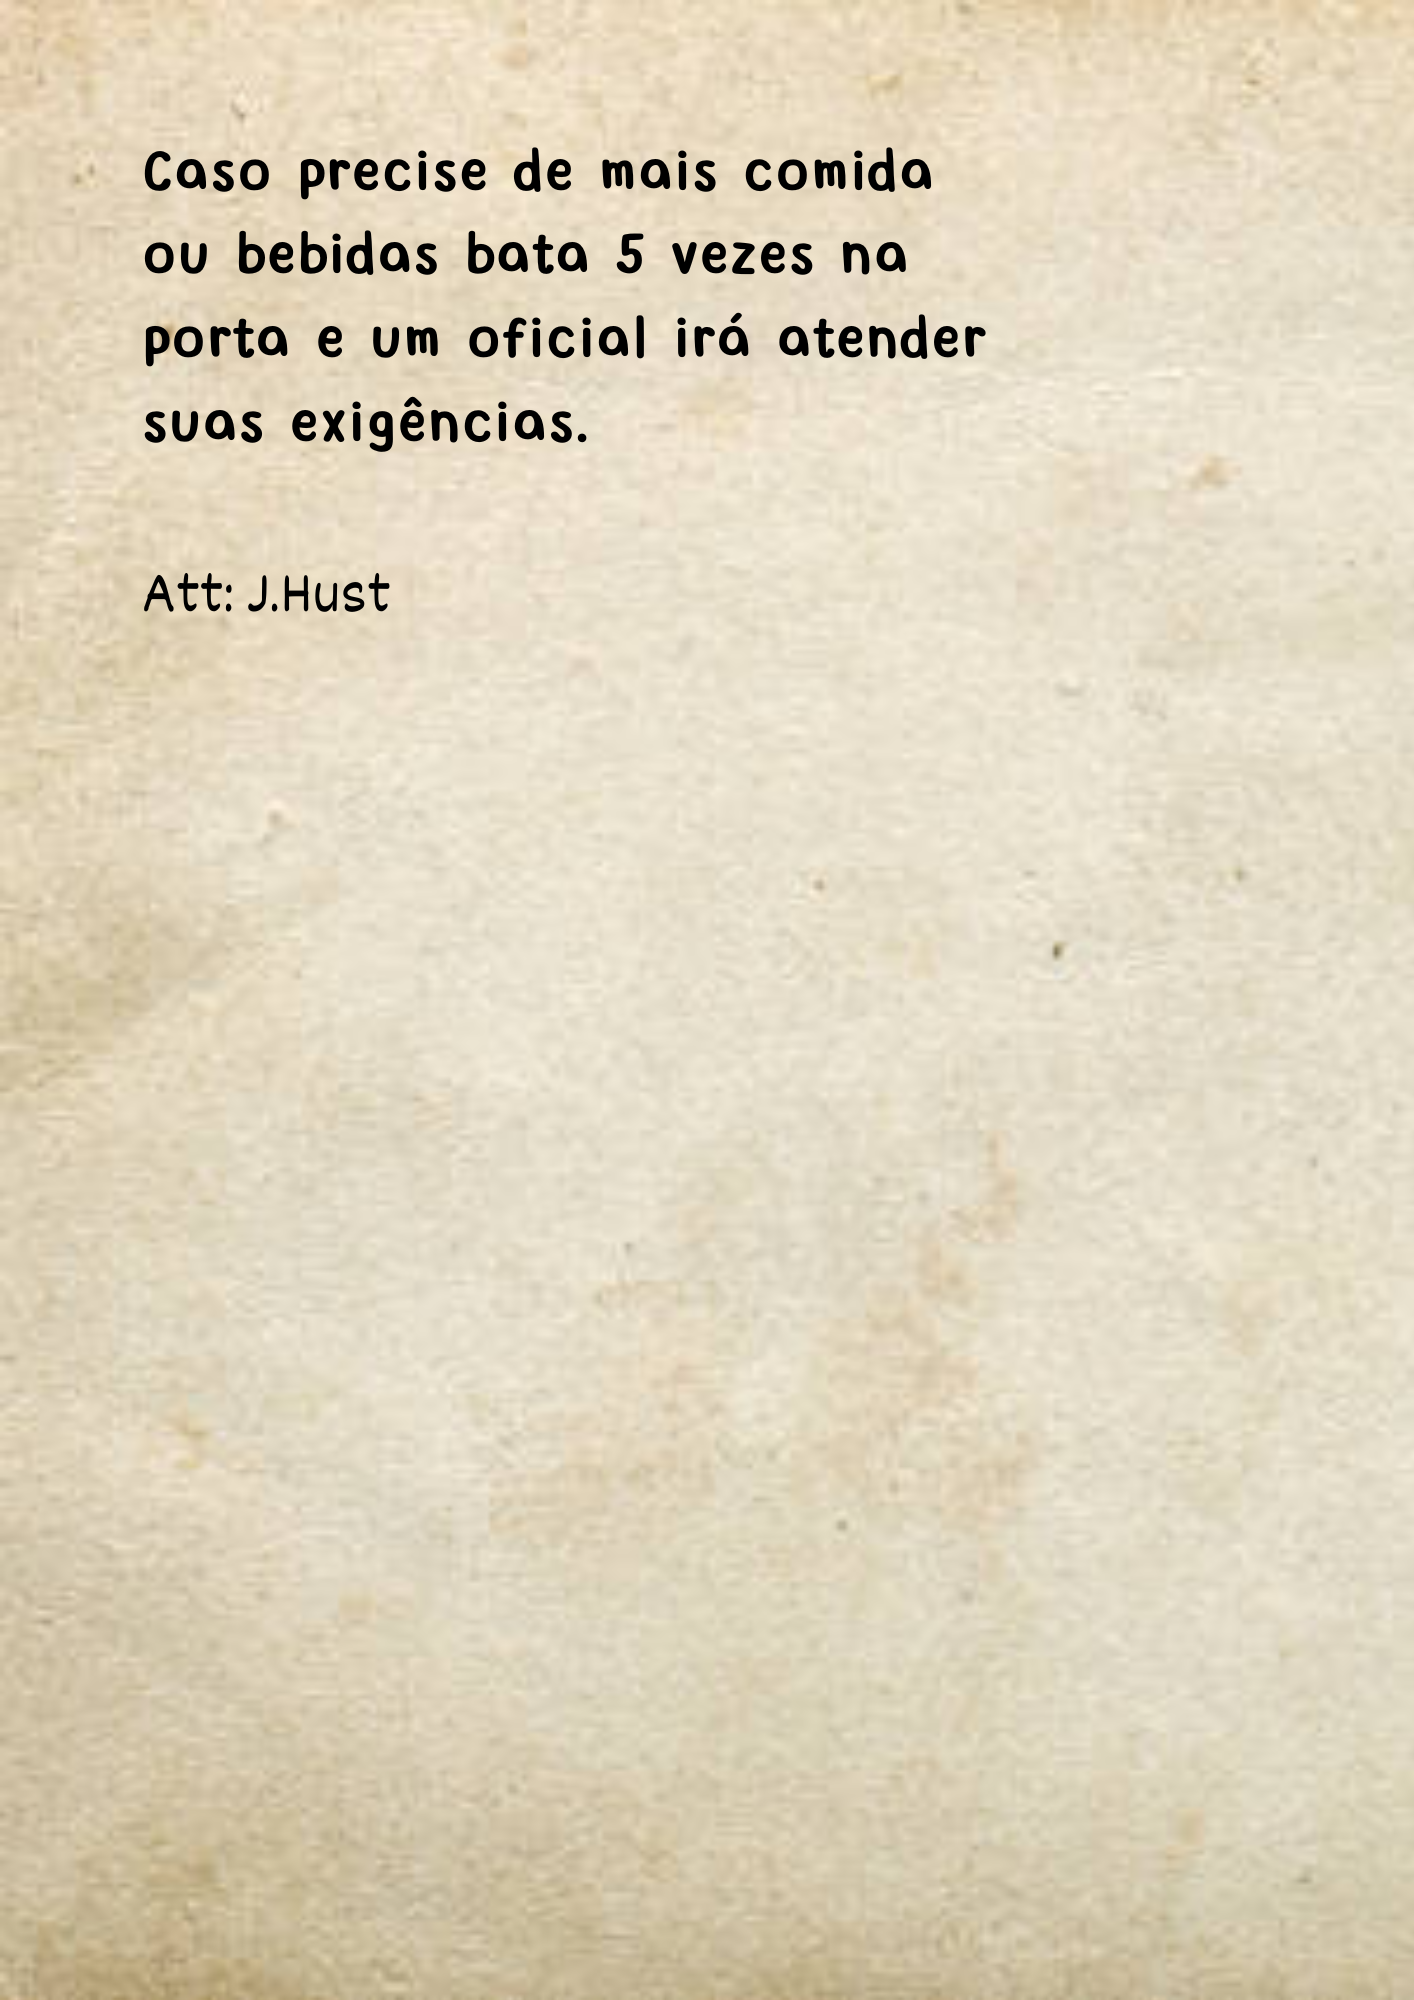 Caso precise de mais comida
ou bebidas bata 5 vezes na
porta e um oficial irá atender
suas exigências.
Att: J.Hust